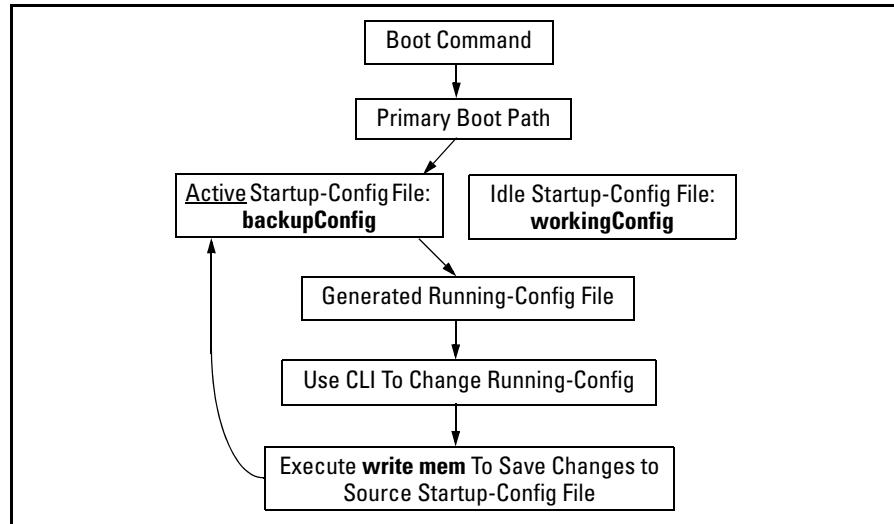 Boot Command
Primary Boot Path
Active Startup-Config File:
backupConfig
Idle Startup-Config File:
workingConfig
Generated Running-Config File
Use CLI To Change Running-Config
Execute write mem To Save Changes to
Source Startup-Config File